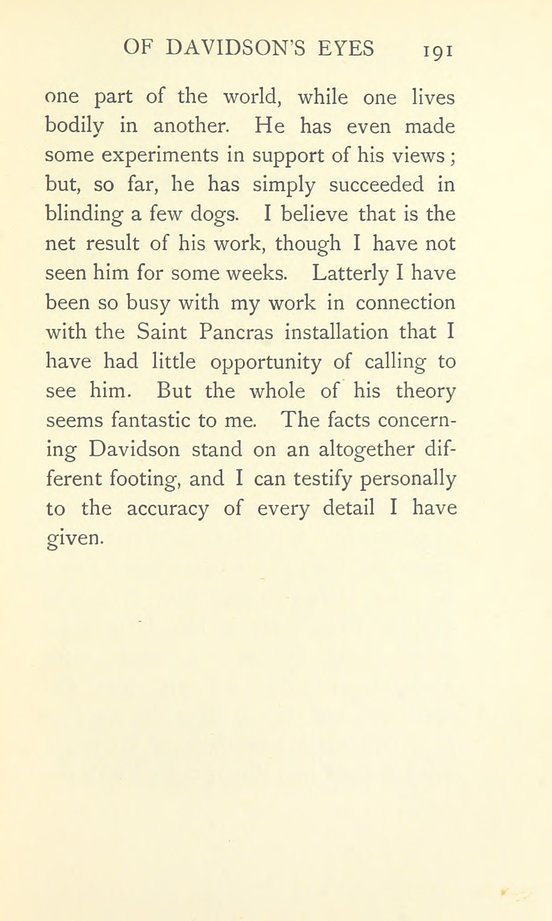 OF DAVIDSON'S EYES 191
one part of the world, while one lives
bodily in another. He has even made
some experiments in support of his views;
but, so far, he has simply succeeded in
blinding a few dogs. I believe that is the
net result of his work, though I have not
seen him for some weeks. Latterly I have
been so busy with my work in connection
with the Saint Pancras installation that I
have had little opportunity of calling to
see him. But the whole of his theory
seems fantastic to me. The facts concern-
ing Davidson stand on an altogether dif-
ferent footing, and I can testify personally
to the accuracy of every detail I have
given.